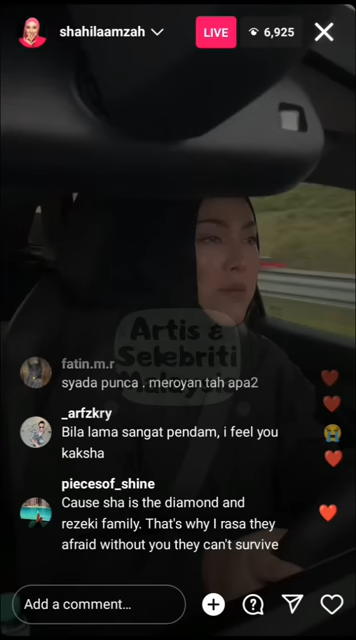 shahilaamzah
LIVE
6,925
Artis &
Selebriti
Malaysia
fatin.m.r
syada punca . meroyan tah apa2
_arfzkry
Bila lama sangat pendam, i feel you
kaksha
piecesof_shine
Cause sha is the diamond and
rezeki family. That's why I rasa they
afraid without you they can't survive
Add a comment...